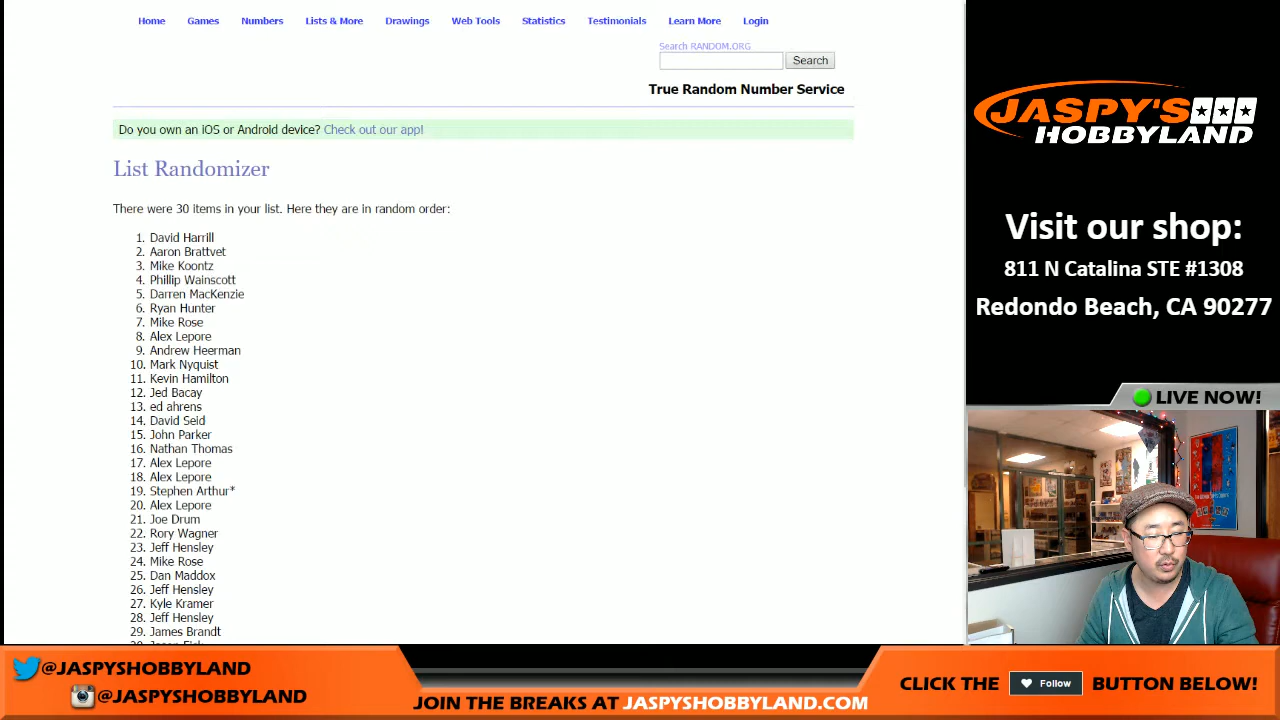 Home Games Numbers Lists & More Drawings Web Tools Statistics Testimonials Learn More Login
Search RANDOM.ORG
Search
True Random Number Service
Do you own an iOS or Android device? Check out our app!
List Randomizer
There were 30 items in your list. Here they are in random order:
1. David Harrill
2. Aaron Brattvet
3. Mike Koontz
4. Phillip Wainscott
5. Darren MacKenzie
6. Ryan Hunter
7. Mike Rose
8. Alex Lepore
9. Andrew Heerman
10. Mark Nyquist
11. Kevin Hamilton
12. Jed Bacay
13. ed ahrens
14. David Seid
15. John Parker
16. Nathan Thomas
17. Alex Lepore
18. Alex Lepore
19. Stephen Arthur*
20. Alex Lepore
21. Joe Drum
22. Rory Wagner
23. Jeff Hensley
24. Mike Rose
25. Dan Maddox
26. Jeff Hensley
27. Kyle Kramer
28. Jeff Hensley
29. James Brandt
JASPY'S
HOBBYLAND
Visit our shop:
811 N Catalina STE #1308
Redondo Beach, CA 90277
LIVE NOW!
@JASPYSHOBBYLAND
@JASPYSHOBBYLAND
JOIN THE BREAKS AT JASPYSHOBBYLAND.COM
CLICK THE Follow BUTTON BELOW!